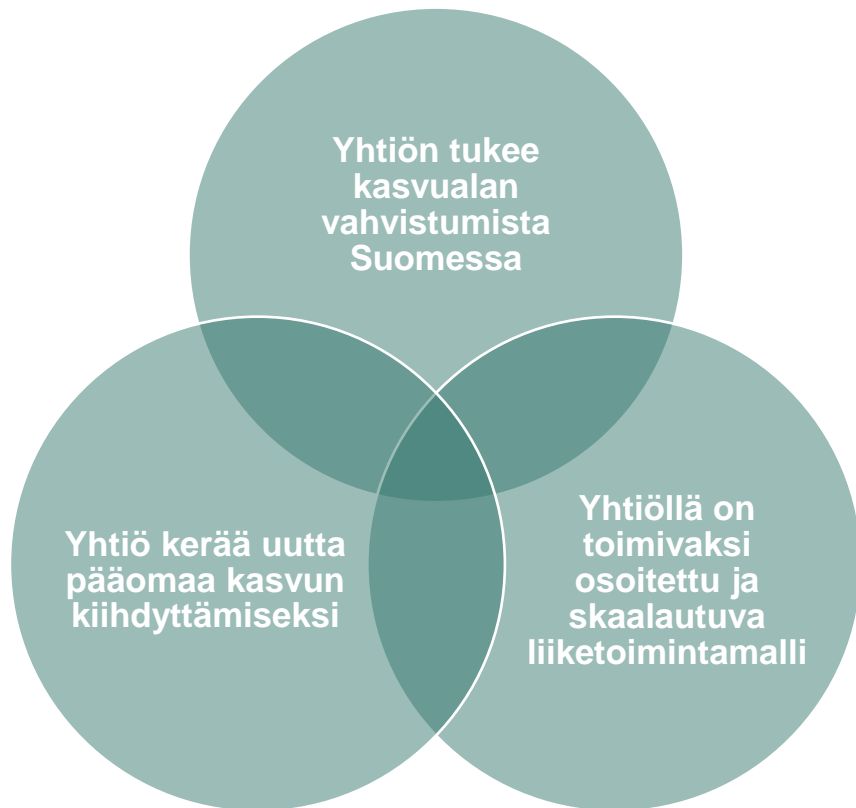 Yhtiön tukee
kasvualan
vahvistumista
Suomessa
Yhtiö kerää uutta
pääomaa kasvun
kiihdyttämiseksi
Yhtiöllä on
toimivaksi
osoitettu ja
skaalautuva
liiketoimintamalli